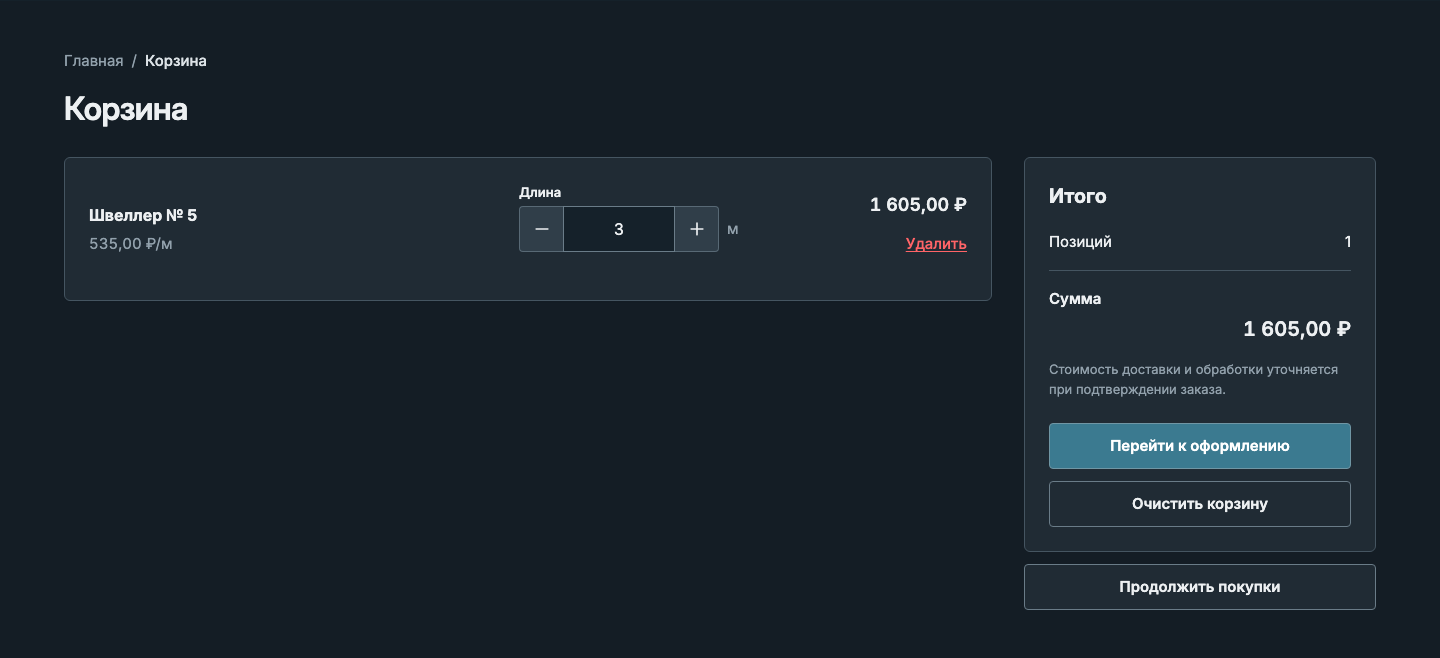 Главная / Корзина
Корзина
Швеллер № 5
535,00 ₽/м
Длина
− 3 + м
1 605,00 ₽
Удалить
Итого
Позиций 1
Сумма
1 605,00 ₽
Стоимость доставки и обработки уточняется
при подтверждении заказа.
Перейти к оформлению
Очистить корзину
Продолжить покупки